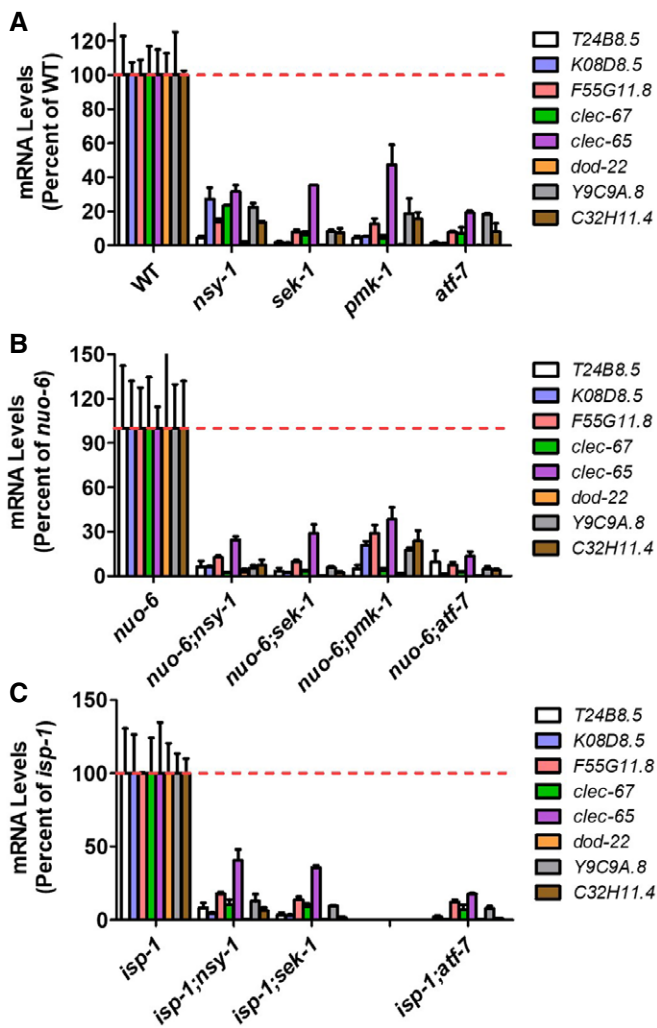 A
mRNA Levels
(Percent of WT)
120
100
80
60
40
20
0
WT
nsy-1
sek-1
pmk-1
atf-7
T24B8.5
K08D8.5
F55G11.8
clec-67
clec-65
dod-22
Y9C9A.8
C32H11.4
B
mRNA Levels
(Percent of nuo-6)
150
120
90
60
30
0
nuo-6
nuo-6;nsy-1
nuo-6;sek-1
nuo-6;pmk-1
nuo-6;atf-7
T24B8.5
K08D8.5
F55G11.8
clec-67
clec-65
dod-22
Y9C9A.8
C32H11.4
C
mRNA Levels
(Percent of isp-1)
150
100
50
0
isp-1
isp-1;nsy-1
isp-1;sek-1
isp-1;atf-7
T24B8.5
K08D8.5
F55G11.8
clec-67
clec-65
dod-22
Y9C9A.8
C32H11.4